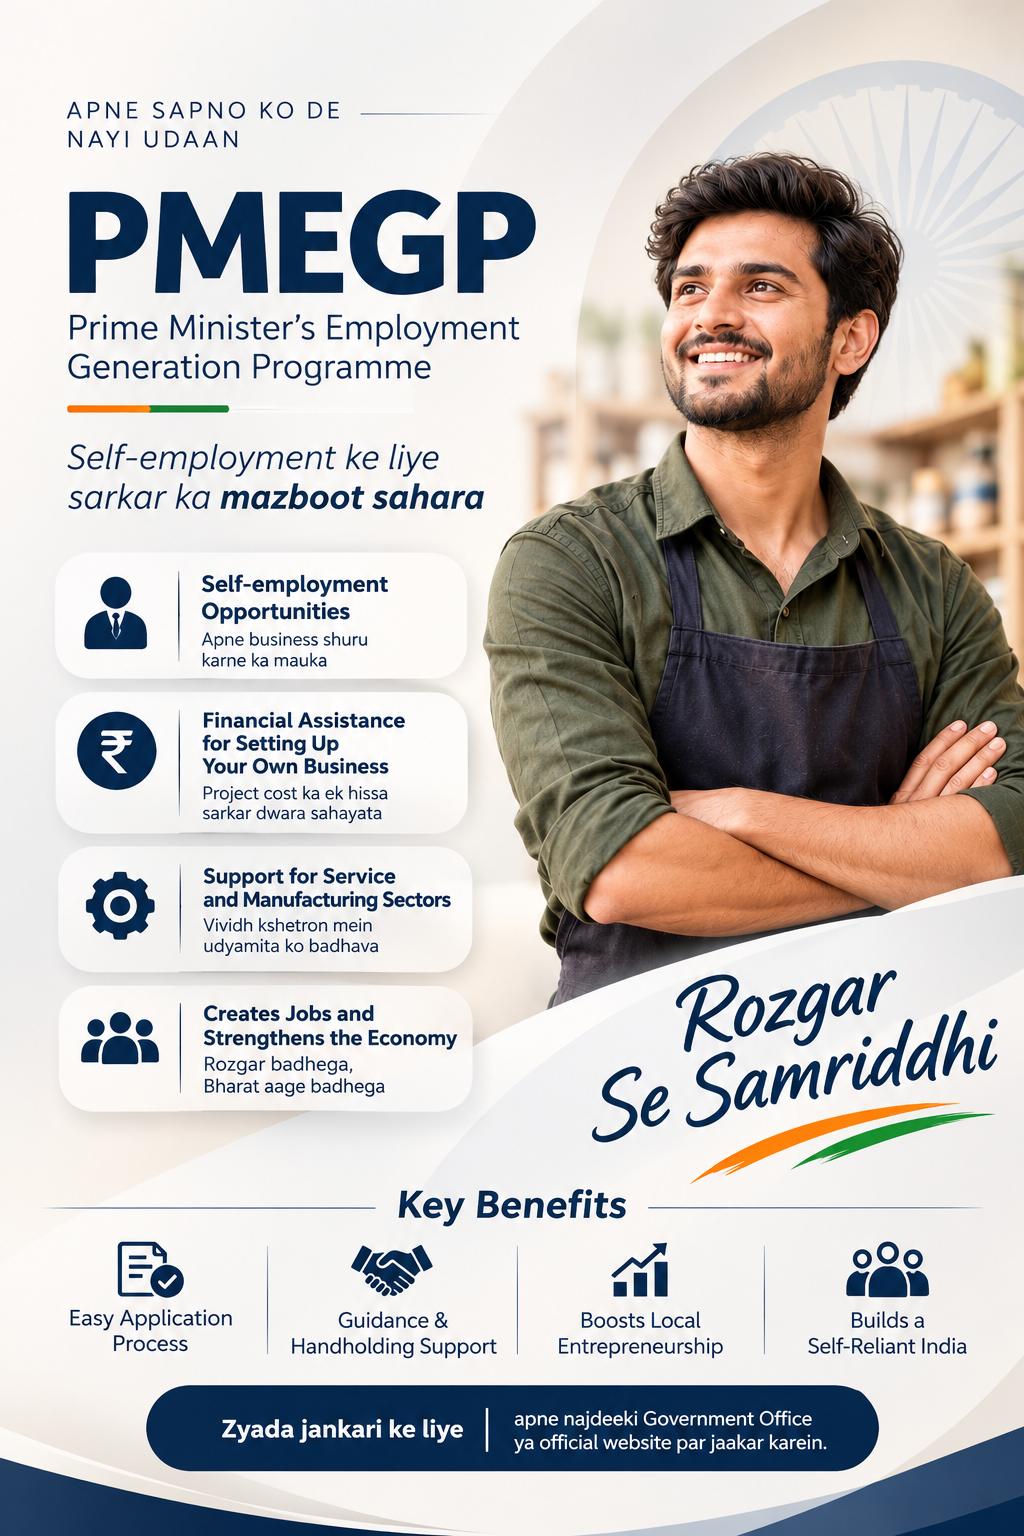 APNE SAPNO KO DE
NAYI UDAAN
PMEGP
Prime Minister's Employment
Generation Programme
Self-employment ke liye
sarkar ka mazboot sahara
Self-employment
Opportunities
Apne business shuru
karne ka mauka
₹
Financial Assistance
for Setting Up
Your Own Business
Project cost ka ek hissa
sarkar dwara sahayata
Support for Service
and Manufacturing Sectors
Vividh kshetron mein
udyamita ko badhava
Creates Jobs and
Strengthens the Economy
Rozgar badhega,
Bharat aage badhega
Rozgar
Se Samriddhi
Key Benefits
Easy Application
Process
Guidance &
Handholding Support
Boosts Local
Entrepreneurship
Builds a
Self-Reliant India
Zyada jankari ke liye
apne najdeeki Government Office
ya official website par jaakar karein.